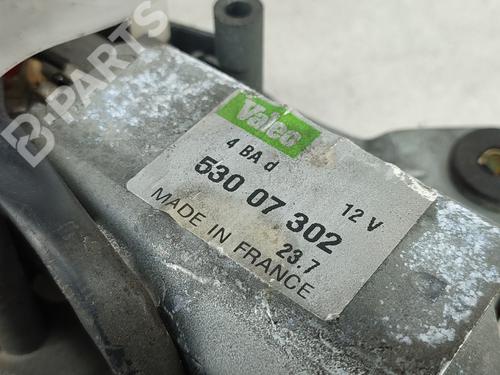 B-PARTS
Valeo
4 BA d
530 07 302
12 V
MADE IN FRANCE
23.7